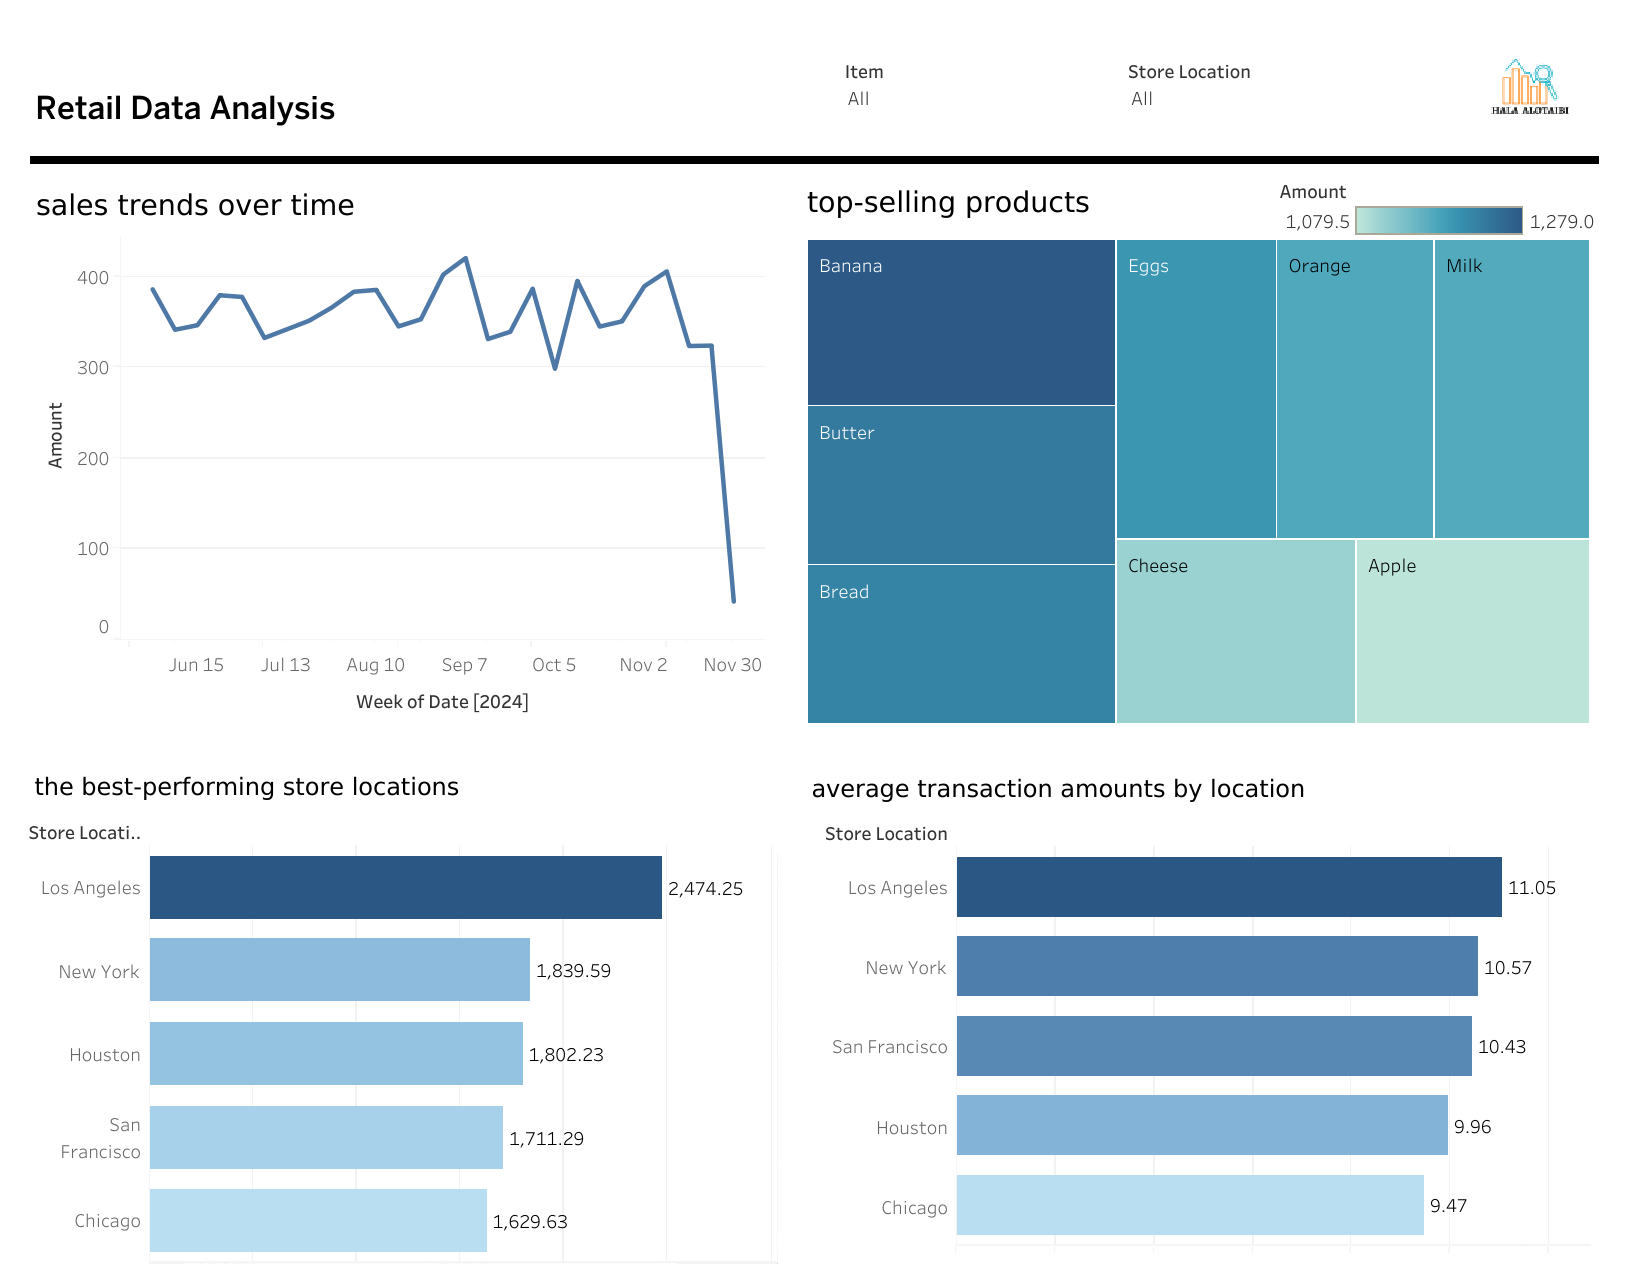 Retail Data Analysis
Item
All
Store Location
All
HALA ALOTAIBI
sales trends over time
400
300
200
100
0
Amount
Jun 15 Jul 13 Aug 10 Sep 7 Oct 5 Nov 2 Nov 30
Week of Date [2024]
top-selling products
Amount
1,079.5 1,279.0
Banana
Butter
Bread
Eggs
Orange
Milk
Cheese
Apple
the best-performing store locations
Store Locati..
Los Angeles 2,474.25
New York 1,839.59
Houston 1,802.23
San
Francisco 1,711.29
Chicago 1,629.63
average transaction amounts by location
Store Location
Los Angeles 11.05
New York 10.57
San Francisco 10.43
Houston 9.96
Chicago 9.47